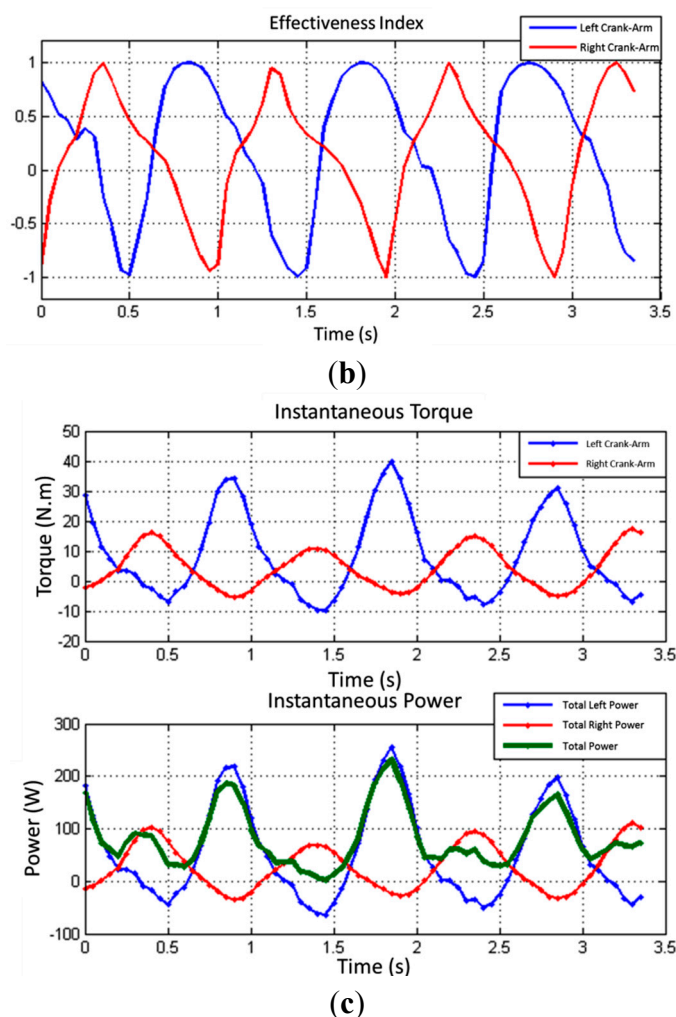 Effectiveness Index
Left Crank-Arm
Right Crank-Arm
1
0.5
0
-0.5
-1
0 0.5 1 1.5 2 2.5 3 3.5
Time (s)
(b)
Instantaneous Torque
Left Crank-Arm
Right Crank-Arm
Torque (N.m)
50
40
30
20
10
0
-10
-20
0 0.5 1 1.5 2 2.5 3 3.5
Time (s)
Instantaneous Power
Total Left Power
Total Right Power
Total Power
Power (W)
300
200
100
0
-100
0 0.5 1 1.5 2 2.5 3 3.5
Time (s)
(c)